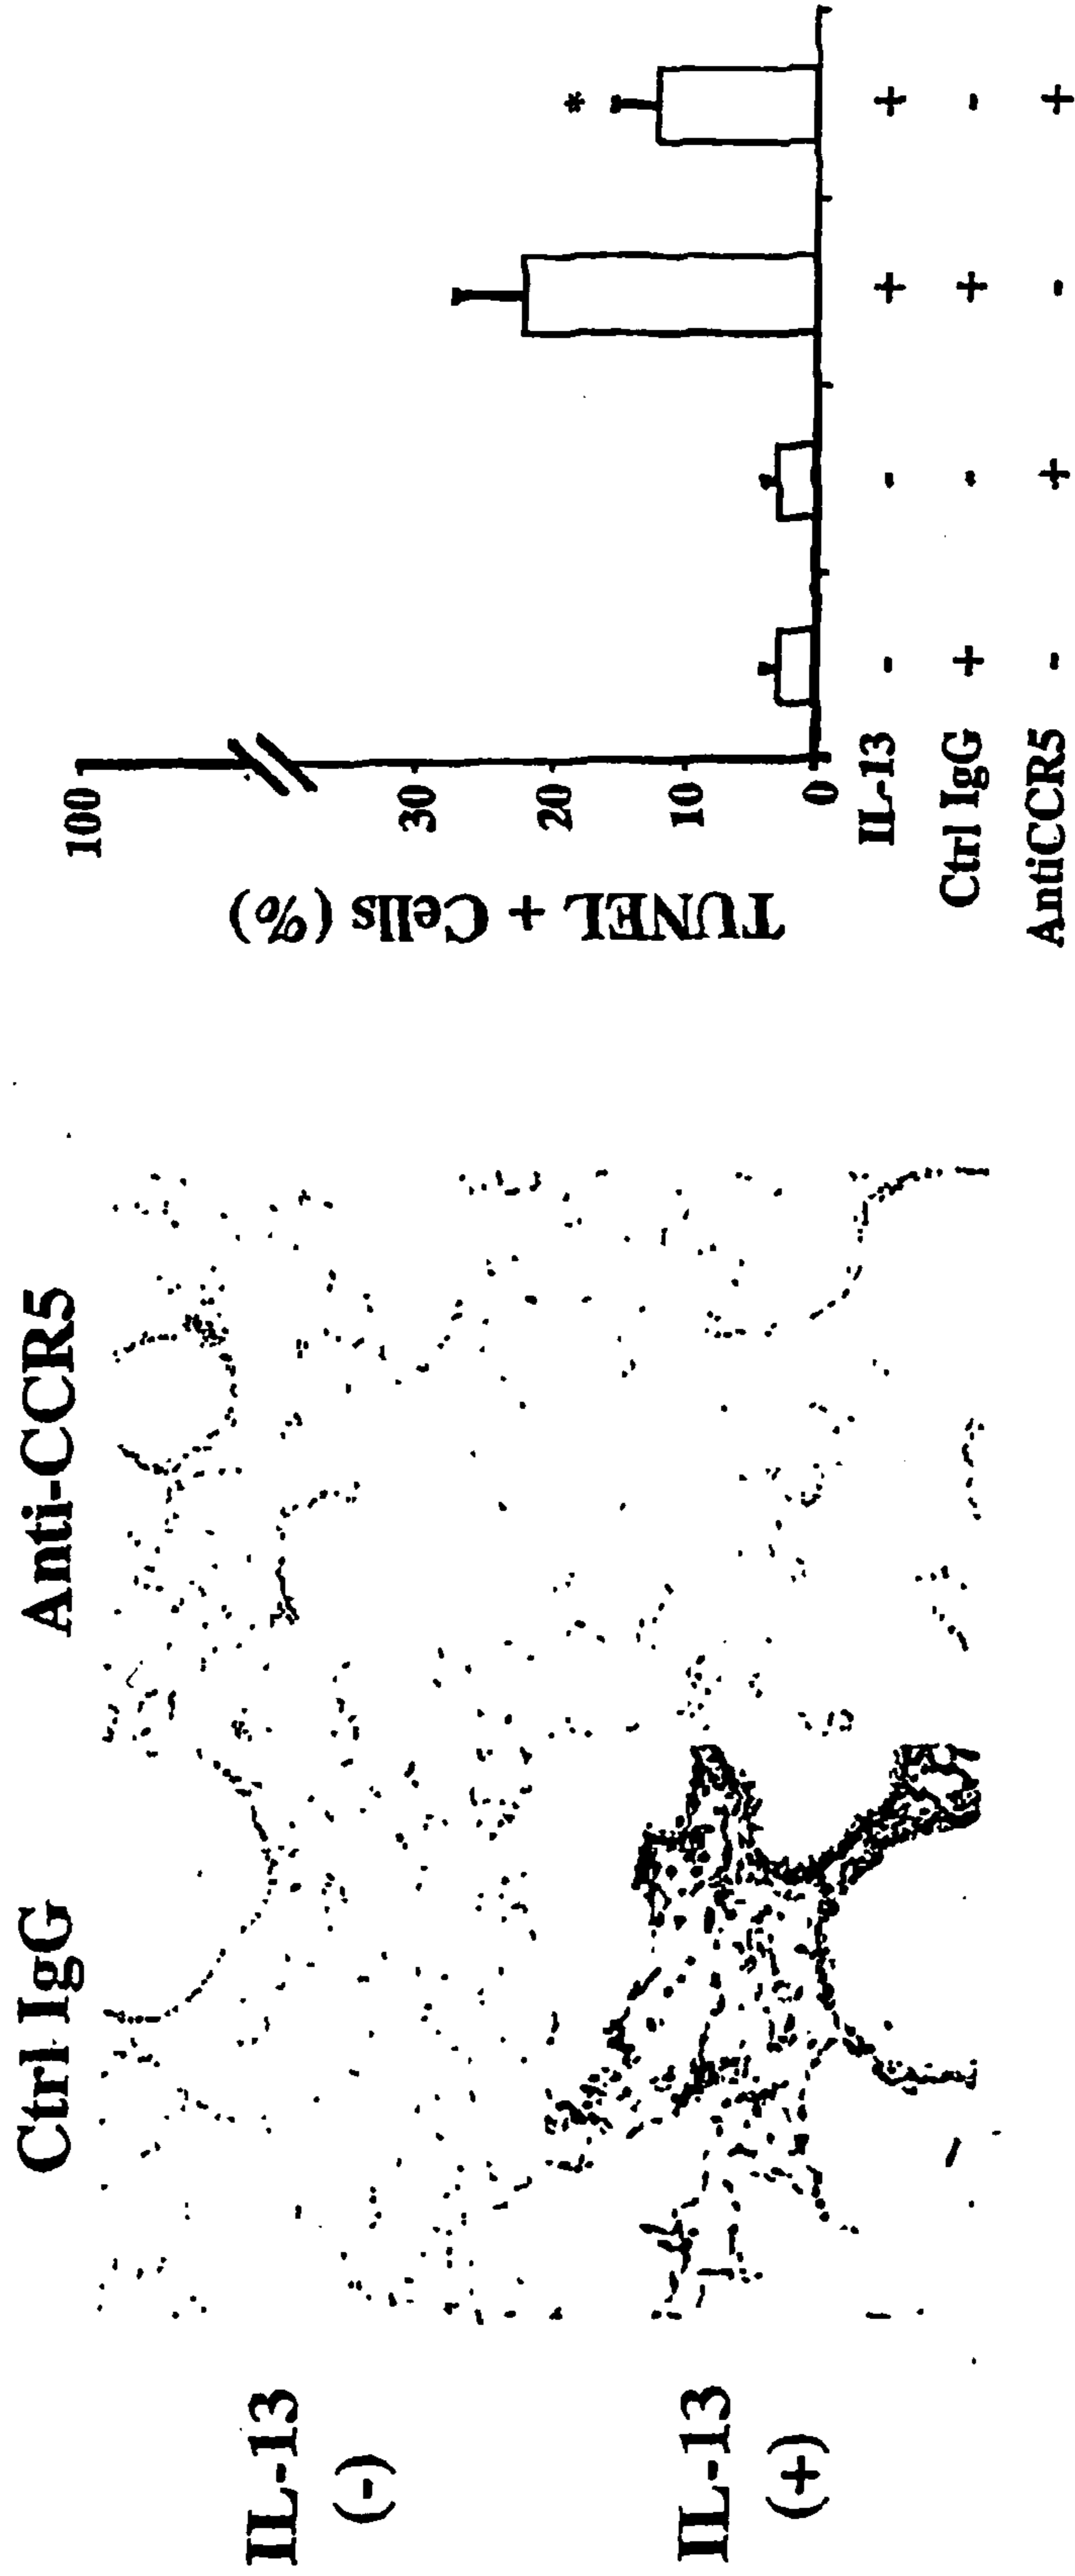 Ctrl IgG Anti-CCR5
IL-13
(-)
IL-13
(+)
TUNEL + Cells (%)
100
30
20
10
0
*
IL-13 - - + +
Ctrl IgG + - + -
AntiCCR5 - + - +